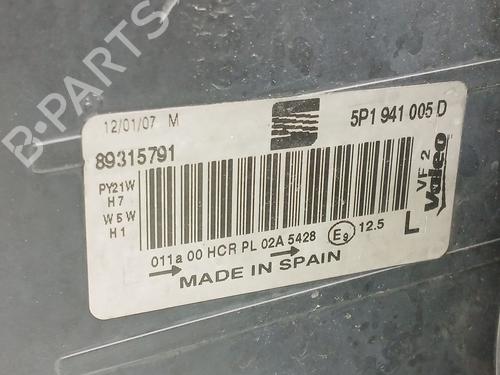 B-PARTS
12/01/07 M
5P1 941 005 D
89315791
PY21W
H7
W5W
H1
VF 2
Valeo
L
011a 00 HCR PL 02A 5428 E9 12.5
MADE IN SPAIN